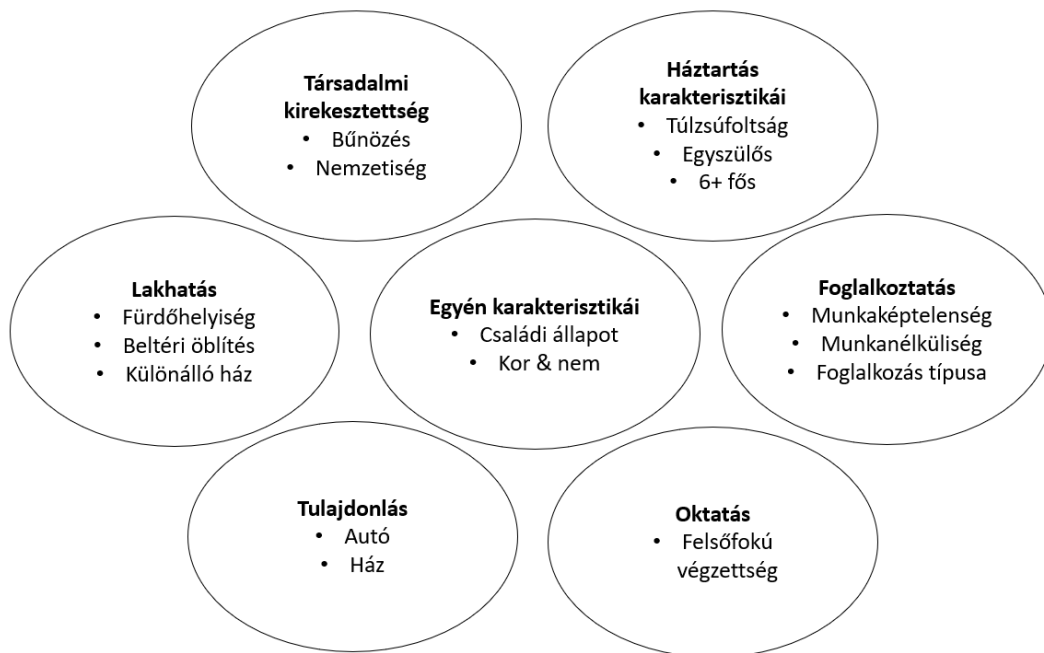 Társadalmi
kirekesztettség
• Bűnözés
• Nemzetiség
Háztartás
karakterisztikái
• Túlzsúfoltság
• Egyszülős
• 6+ fős
Lakhatás
• Fürdőhelyiség
• Beltéri öblítés
• Különálló ház
Egyén karakterisztikái
• Családi állapot
• Kor & nem
Foglalkoztatás
• Munkaképtelenség
• Munkanélküliség
• Foglalkozás típusa
Tulajdonlás
• Autó
• Ház
Oktatás
• Felsőfokú
végzettség